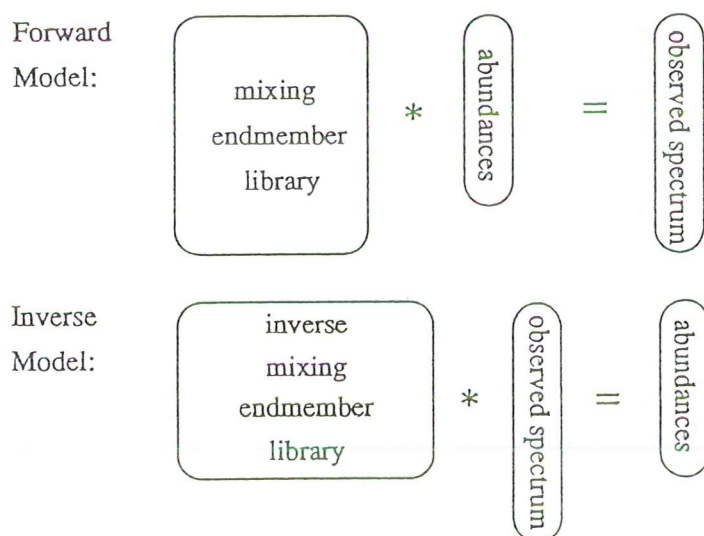 Forward
Model:
mixing
endmember
library
*
abundances
=
observed spectrum
Inverse
Model:
inverse
mixing
endmember
library
*
observed spectrum
=
abundances